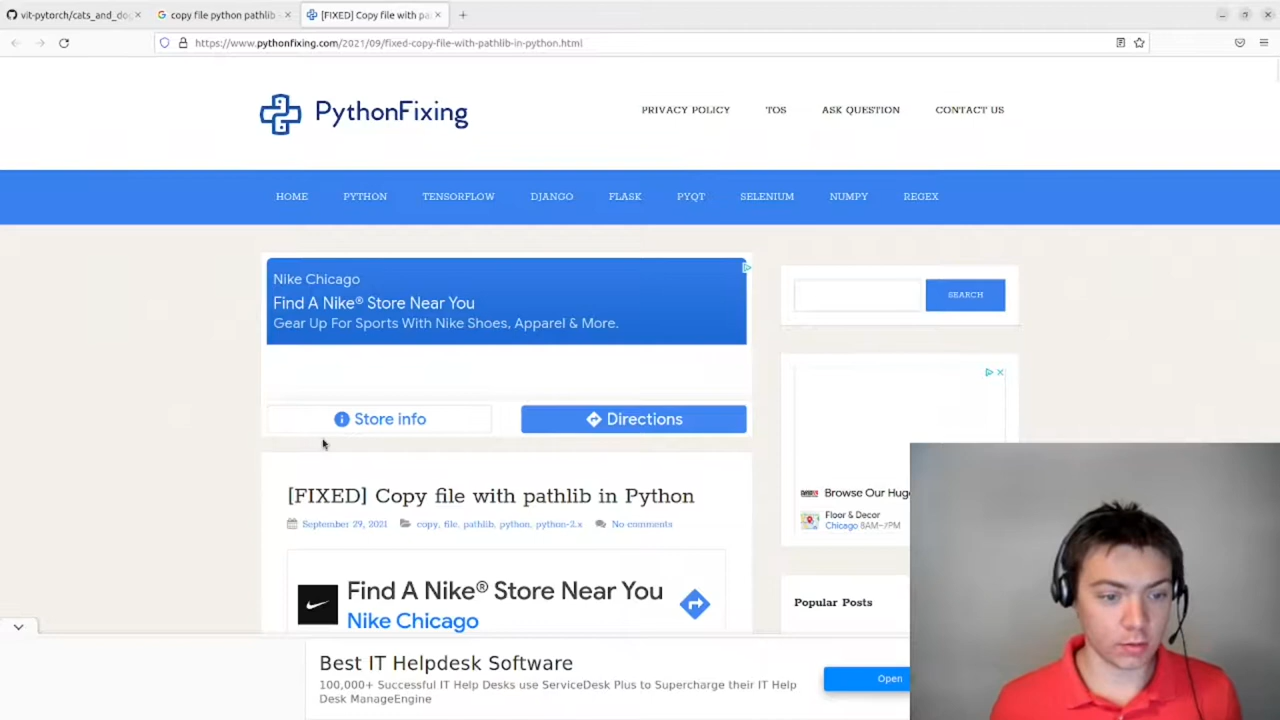 vit-pytorch/cats_and_do
copy file python pathlib -
[FIXED] Copy file with pa
https://www.pythonfixing.com/2021/09/fixed-copy-file-with-pathlib-in-python.html
PythonFixing
PRIVACY POLICY TOS ASK QUESTION CONTACT US
HOME PYTHON TENSORFLOW DJANGO FLASK PYQT SELENIUM NUMPY REGEX
Nike Chicago
Find A Nike® Store Near You
Gear Up For Sports With Nike Shoes, Apparel & More.
SEARCH
Store info
Directions
[FIXED] Copy file with pathlib in Python
September 29, 2021 copy, file, pathlib, python, python-2.x No comments
Find A Nike® Store Near You
Nike Chicago
Browse Our Huge
Floor & Decor
Chicago 8AM–7PM
Popular Posts
Best IT Helpdesk Software
100,000+ Successful IT Help Desks use ServiceDesk Plus to Supercharge their IT Help
Desk ManageEngine
Open